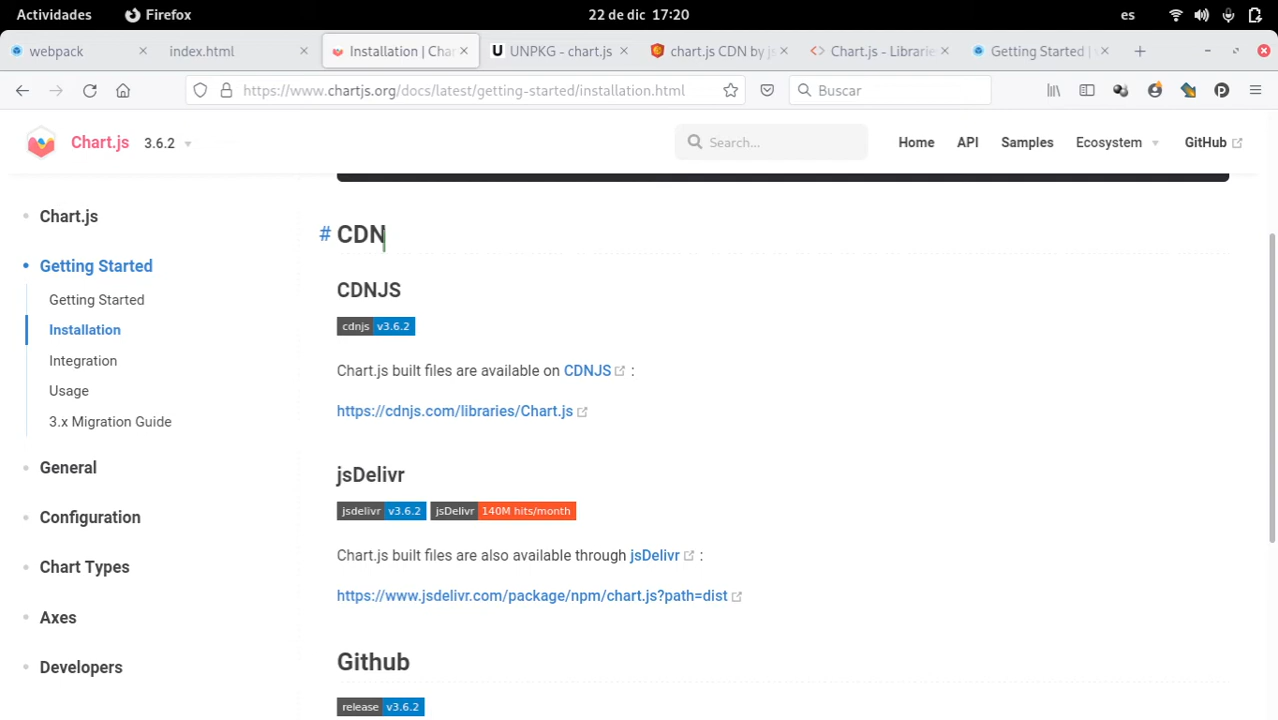 Actividades Firefox 22 de dic 17:20 es
webpack index.html Installation | Char UNPKG - chart.js chart.js CDN by js Chart.js - Librarie Getting Started |
https://www.chartjs.org/docs/latest/getting-started/installation.html Buscar
Chart.js 3.6.2 Search... Home API Samples Ecosystem GitHub
Chart.js
Getting Started
Getting Started
Installation
Integration
Usage
3.x Migration Guide
General
Configuration
Chart Types
Axes
Developers
# CDN
CDNJS
cdnjs v3.6.2
Chart.js built files are available on CDNJS :
https://cdnjs.com/libraries/Chart.js
jsDelivr
jsdelivr v3.6.2 jsDelivr 140M hits/month
Chart.js built files are also available through jsDelivr :
https://www.jsdelivr.com/package/npm/chart.js?path=dist
Github
release v3.6.2